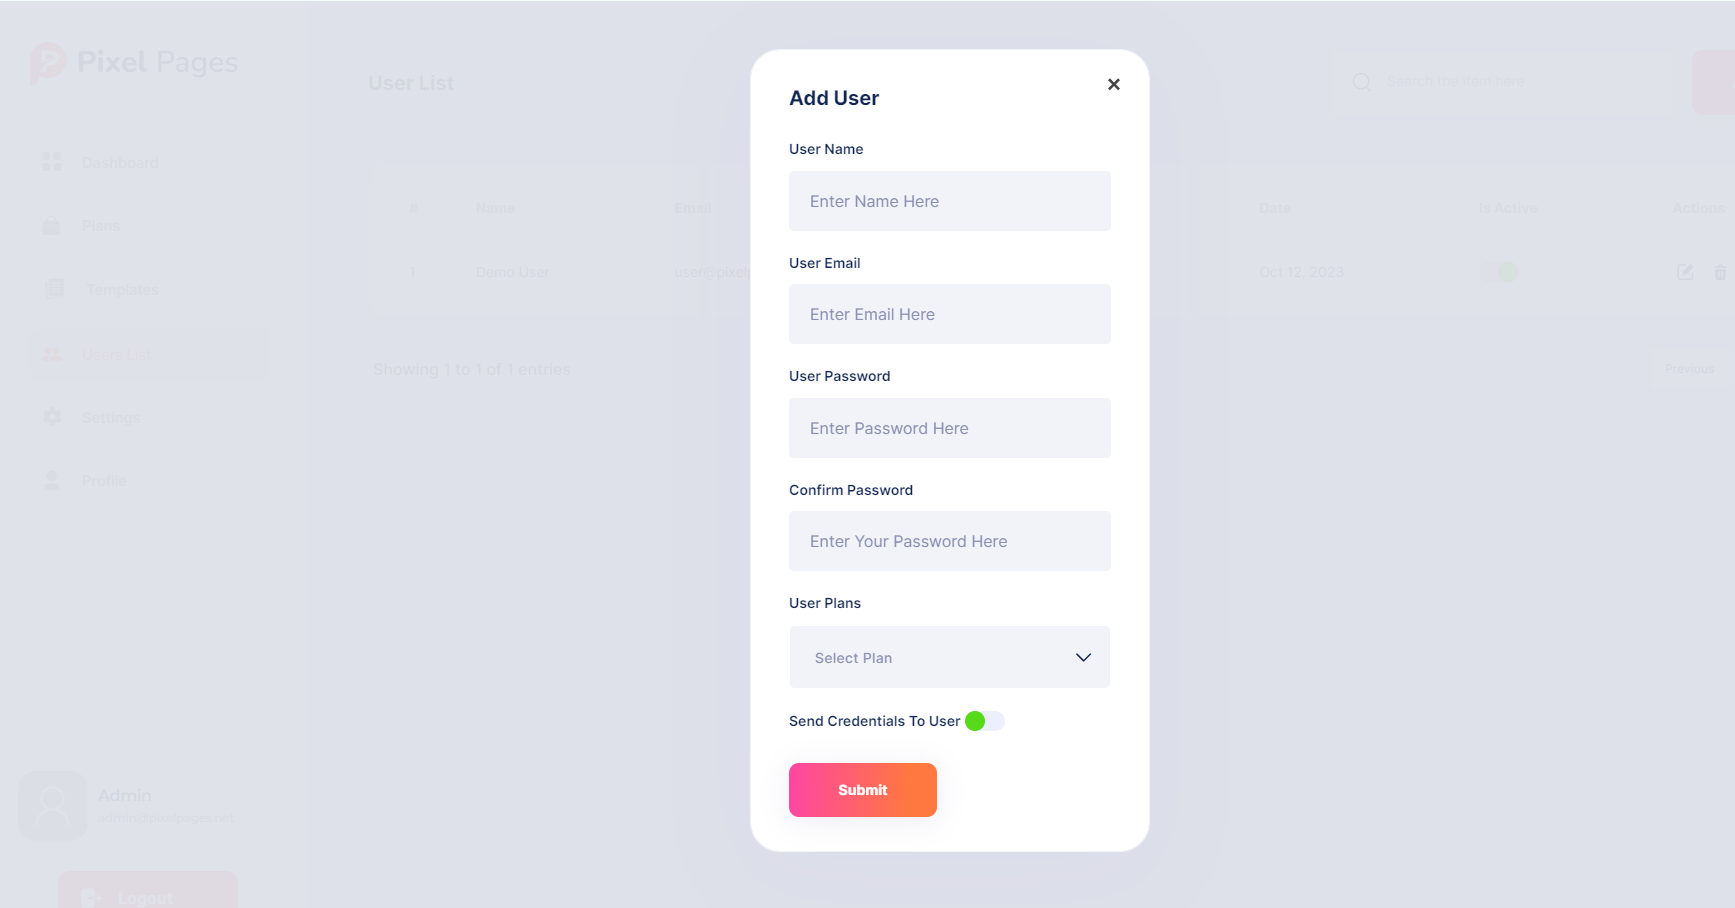 Pixel Pages
User List
Search the item here
Dashboard
Plans
Templates
Users List
Settings
Profile
# Name Email Date Is Active Actions
1 Demo User user@pixelp Oct 12, 2023
Showing 1 to 1 of 1 entries
Previous
Admin
admin@pixelpages.net
Logout
Add User
User Name
Enter Name Here
User Email
Enter Email Here
User Password
Enter Password Here
Confirm Password
Enter Your Password Here
User Plans
Select Plan
Send Credentials To User
Submit